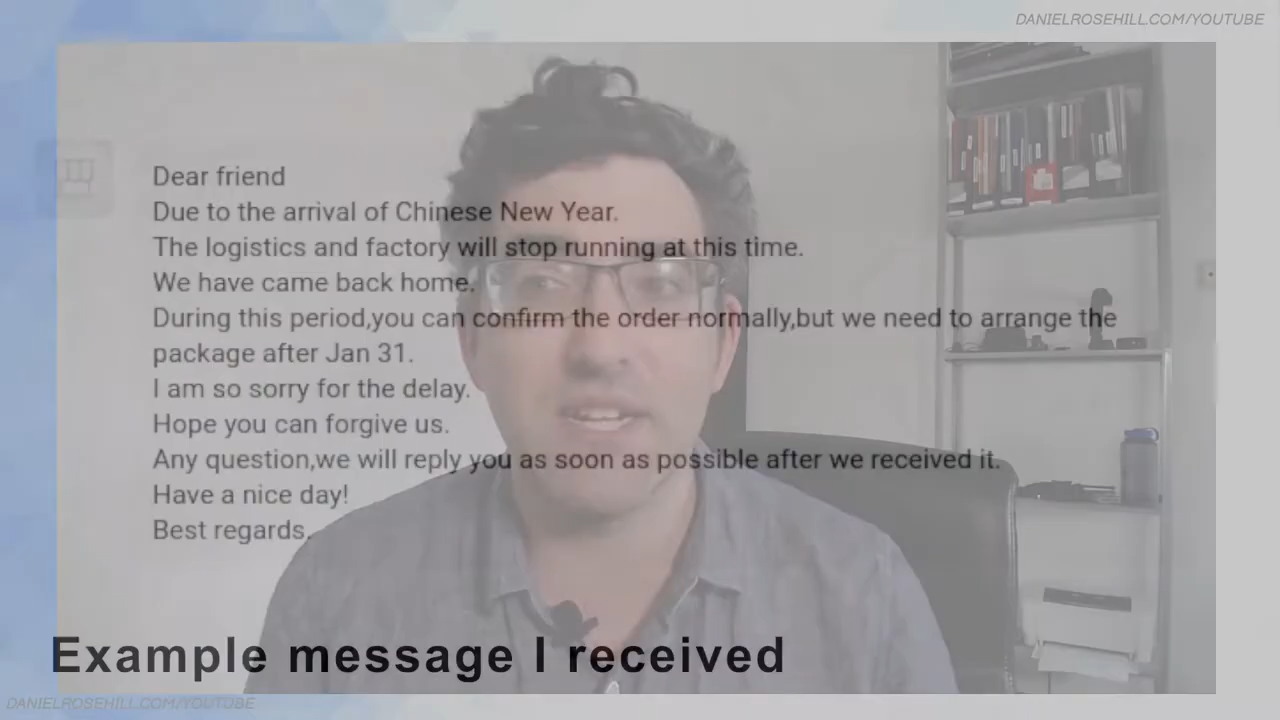 DANIELROSEHILL.COM/YOUTUBE
Dear friend
Due to the arrival of Chinese New Year.
The logistics and factory will stop running at this time.
We have came back home.
During this period,you can confirm the order normally,but we need to arrange the
package after Jan 31.
I am so sorry for the delay.
Hope you can forgive us.
Any question,we will reply you as soon as possible after we received it.
Have a nice day!
Best regards.
Example message I received
DANIELROSEHILL.COM/YOUTUBE